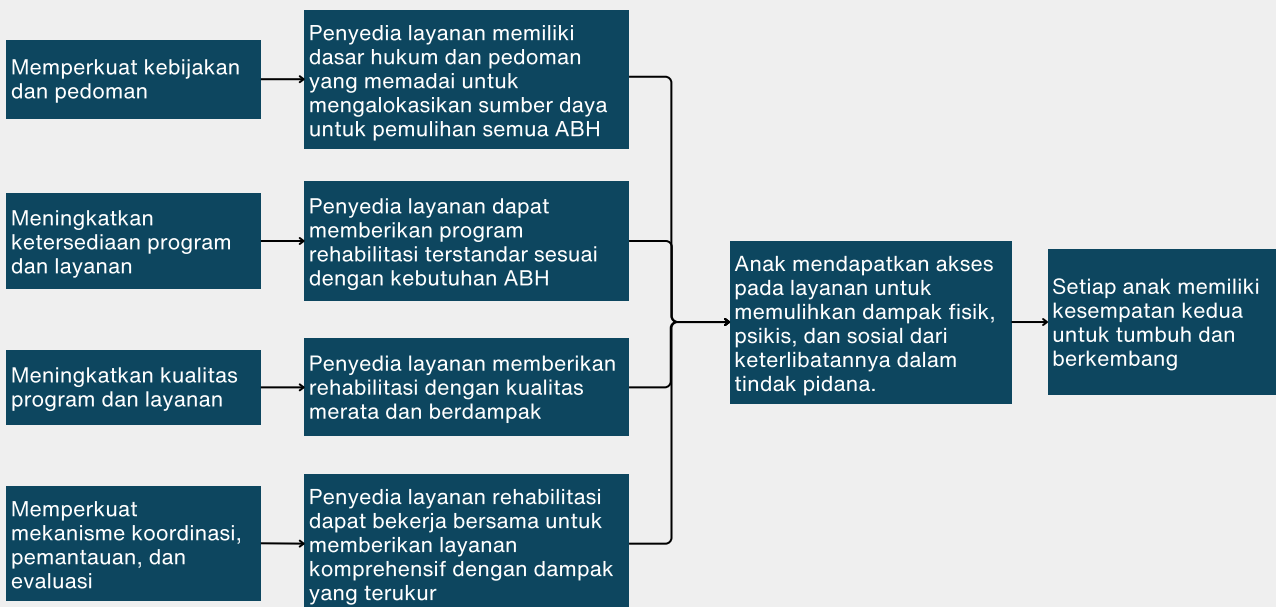 Memperkuat kebijakan
dan pedoman
Penyedia layanan memiliki
dasar hukum dan pedoman
yang memadai untuk
mengalokasikan sumber daya
untuk pemulihan semua ABH
Meningkatkan
ketersediaan program
dan layanan
Penyedia layanan dapat
memberikan program
rehabilitasi terstandar sesuai
dengan kebutuhan ABH
Meningkatkan kualitas
program dan layanan
Penyedia layanan memberikan
rehabilitasi dengan kualitas
merata dan berdampak
Memperkuat
mekanisme koordinasi,
pemantauan, dan
evaluasi
Penyedia layanan rehabilitasi
dapat bekerja bersama untuk
memberikan layanan
komprehensif dengan dampak
yang terukur
Anak mendapatkan akses
pada layanan untuk
memulihkan dampak fisik,
psikis, dan sosial dari
keterlibatannya dalam
tindak pidana.
Setiap anak memiliki
kesempatan kedua
untuk tumbuh dan
berkembang